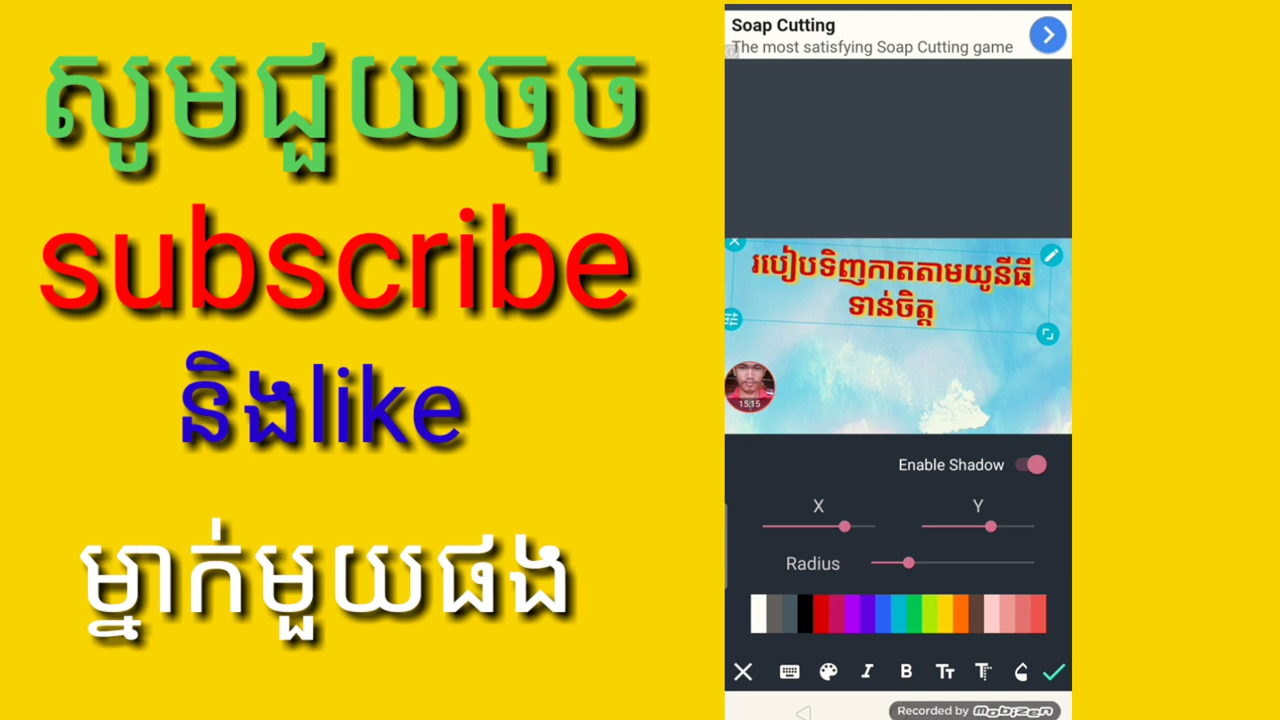 សូមជួយចុច
subscribe
និងlike
ម្នាក់មួយផង
Soap Cutting
The most satisfying Soap Cutting game
របៀបទិញកាតតាមយូនីធី
ទាន់ចិត្ត
15:15
Enable Shadow
X Y
Radius
I B TT T
Recorded by MOBIZEN